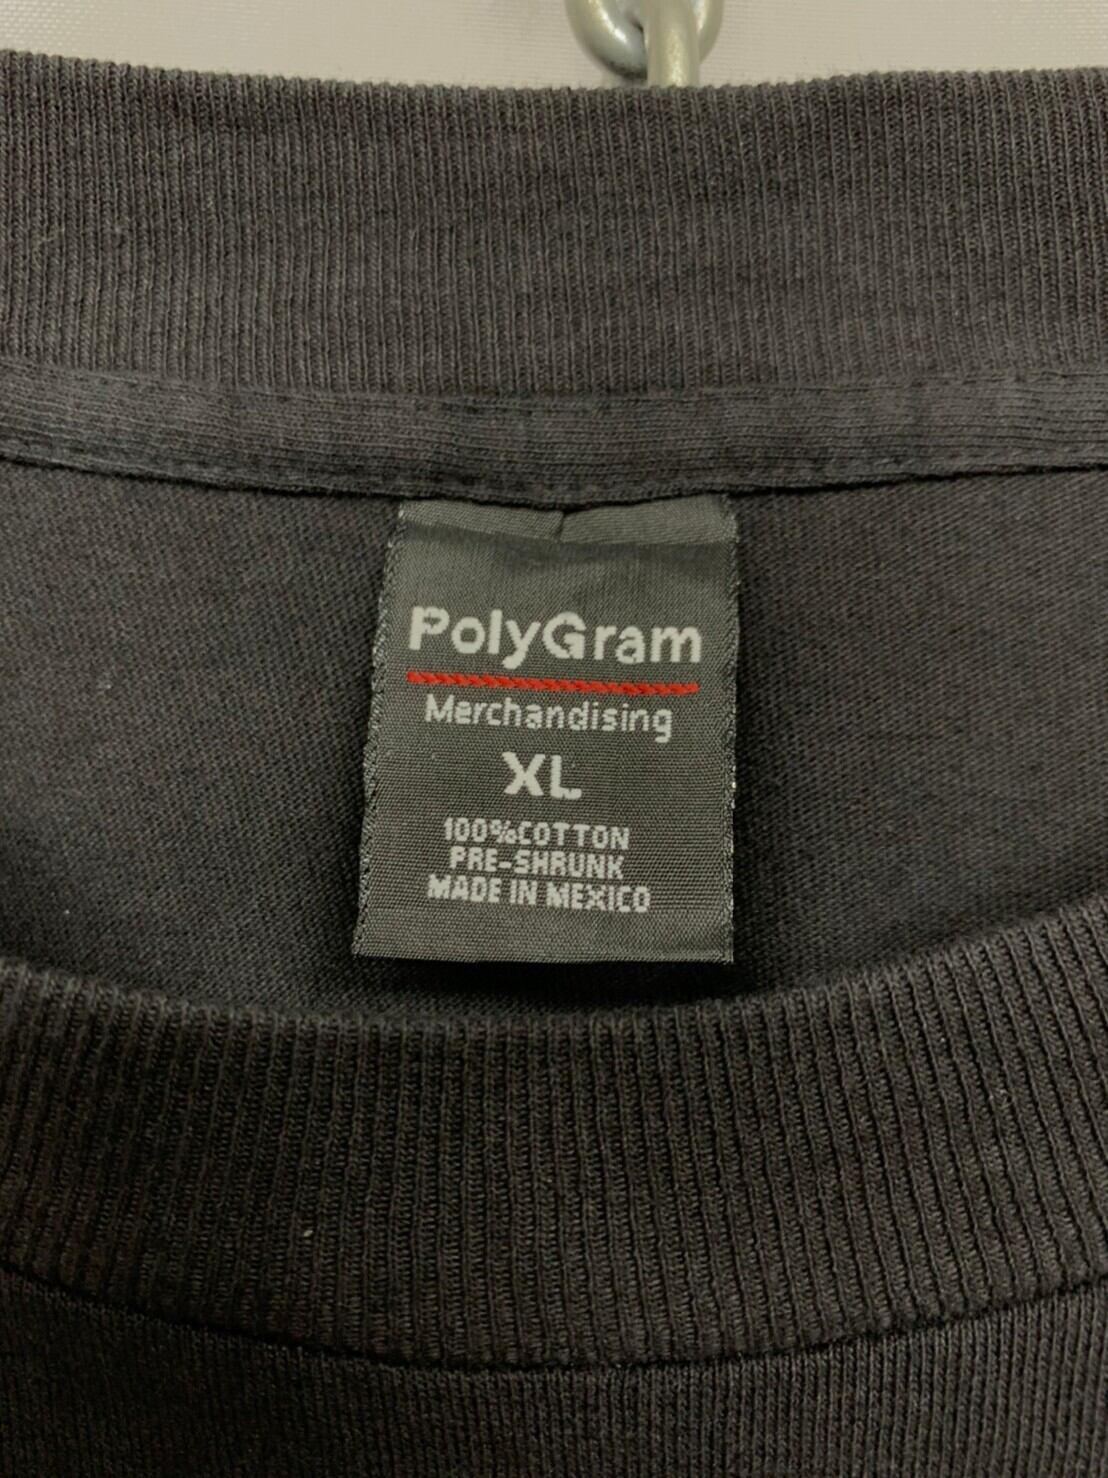 PolyGram
Merchandising
XL
100%COTTON
PRE-SHRUNK
MADE IN MEXICO